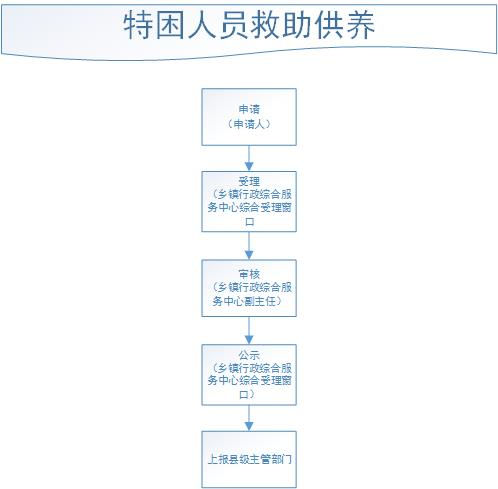 特困人员救助供养
申请
（申请人）
受理
（乡镇行政综合服
务中心综合受理窗
口
审核
（乡镇行政综合服
务中心副主任）
公示
（乡镇行政综合服
务中心综合受理窗
口）
上报县级主管部门